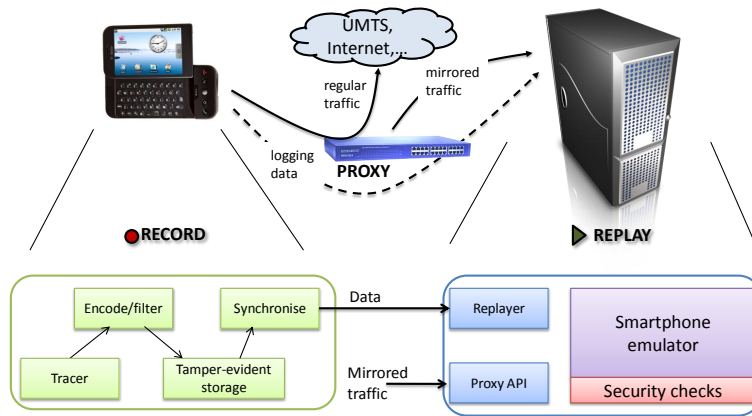 UMTS,
Internet,...
regular
traffic
mirrored
traffic
logging
data
PROXY
RECORD
REPLAY
Encode/filter
Synchronise
Data
Replayer
Smartphone
emulator
Tracer
Tamper-evident
storage
Mirrored
traffic
Proxy API
Security checks